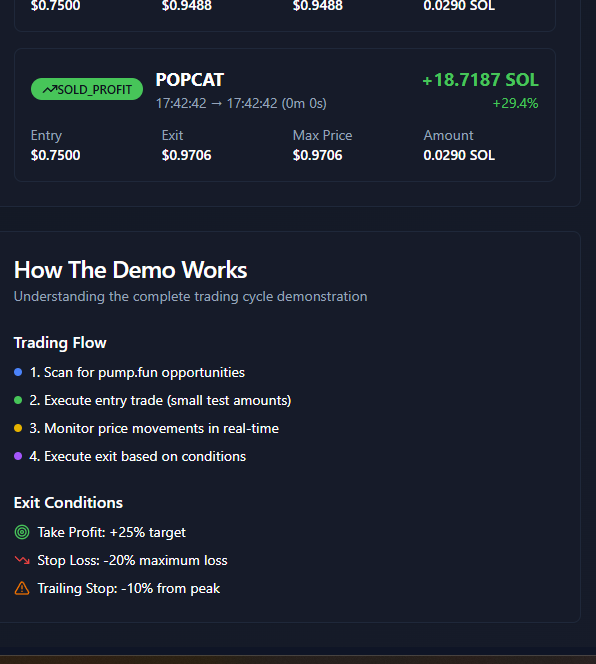 $0.7500 $0.9488 $0.9488 0.0290 SOL
SOLD_PROFIT POPCAT +18.7187 SOL
17:42:42 → 17:42:42 (0m 0s) +29.4%
Entry Exit Max Price Amount
$0.7500 $0.9706 $0.9706 0.0290 SOL
How The Demo Works
Understanding the complete trading cycle demonstration
Trading Flow
1. Scan for pump.fun opportunities
2. Execute entry trade (small test amounts)
3. Monitor price movements in real-time
4. Execute exit based on conditions
Exit Conditions
Take Profit: +25% target
Stop Loss: -20% maximum loss
Trailing Stop: -10% from peak